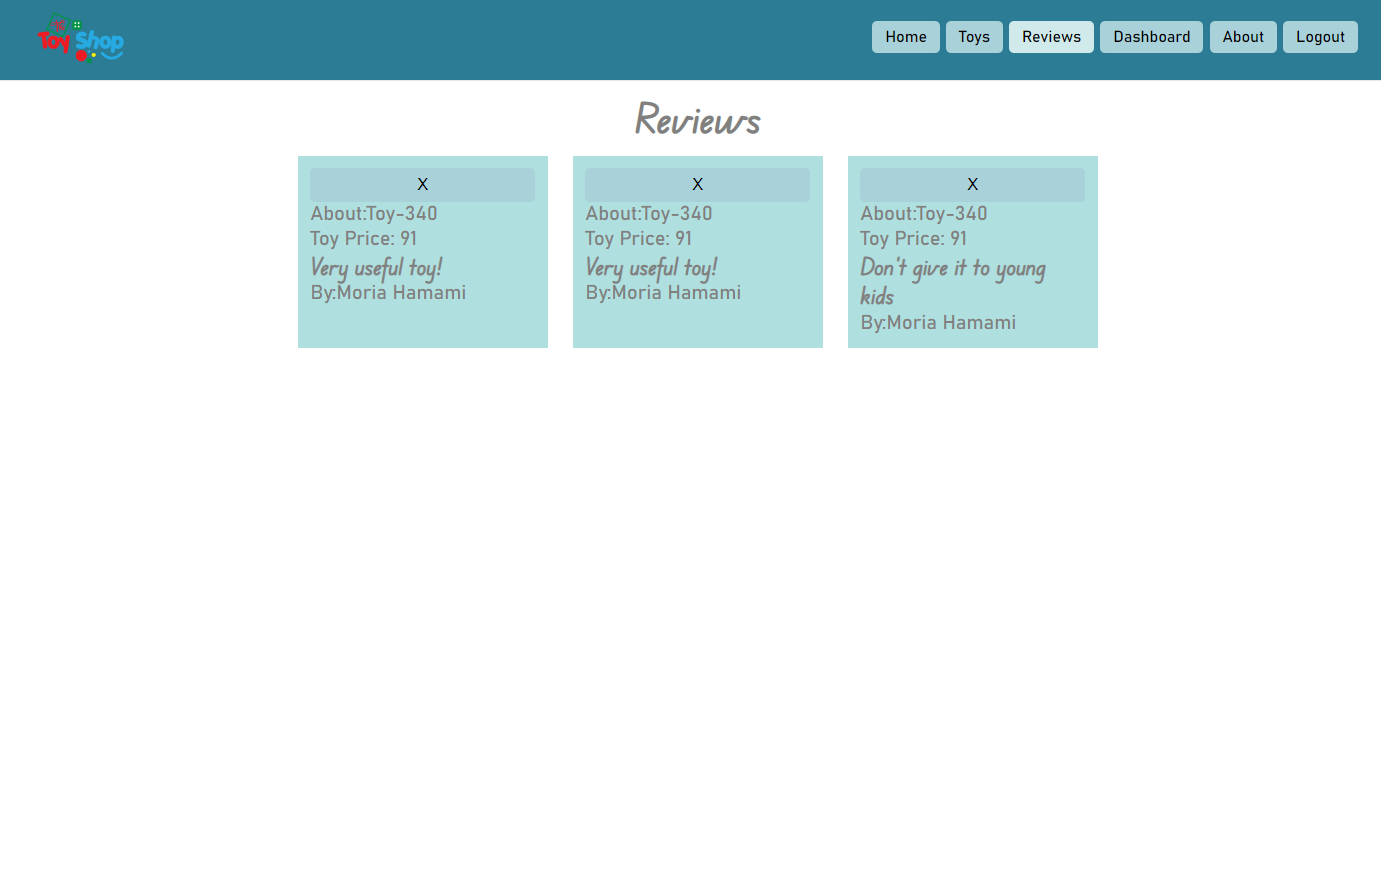 Toy Shop
Home Toys Reviews Dashboard About Logout
Reviews
X
About:Toy-340
Toy Price: 91
Very useful toy!
By:Moria Hamami
X
About:Toy-340
Toy Price: 91
Very useful toy!
By:Moria Hamami
X
About:Toy-340
Toy Price: 91
Don't give it to young
kids
By:Moria Hamami